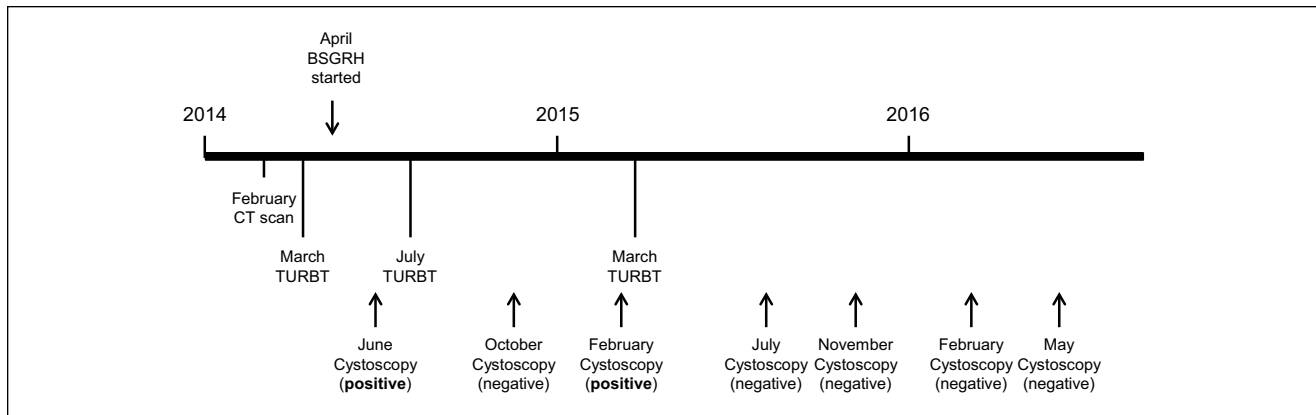 April
BSGRH
started
2014
2015
2016
February
CT scan
March
TURBT
July
TURBT
March
TURBT
June
Cystoscopy
(positive)
October
Cystoscopy
(negative)
February
Cystoscopy
(positive)
July
Cystoscopy
(negative)
November
Cystoscopy
(negative)
February
Cystoscopy
(negative)
May
Cystoscopy
(negative)